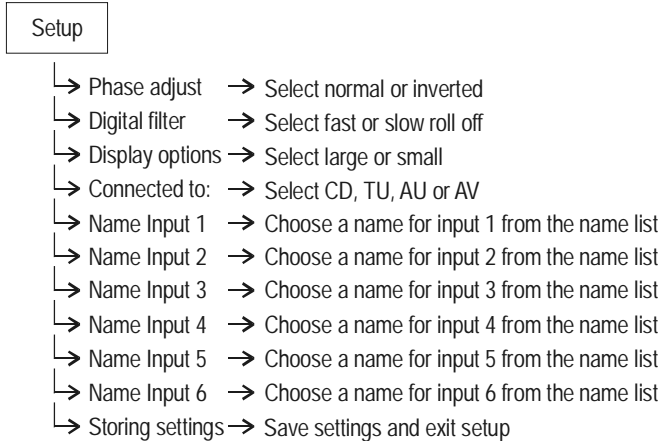 Setup
Phase adjust → Select normal or inverted
Digital filter → Select fast or slow roll off
Display options → Select large or small
Connected to: → Select CD, TU, AU or AV
Name Input 1 → Choose a name for input 1 from the name list
Name Input 2 → Choose a name for input 2 from the name list
Name Input 3 → Choose a name for input 3 from the name list
Name Input 4 → Choose a name for input 4 from the name list
Name Input 5 → Choose a name for input 5 from the name list
Name Input 6 → Choose a name for input 6 from the name list
Storing settings → Save settings and exit setup